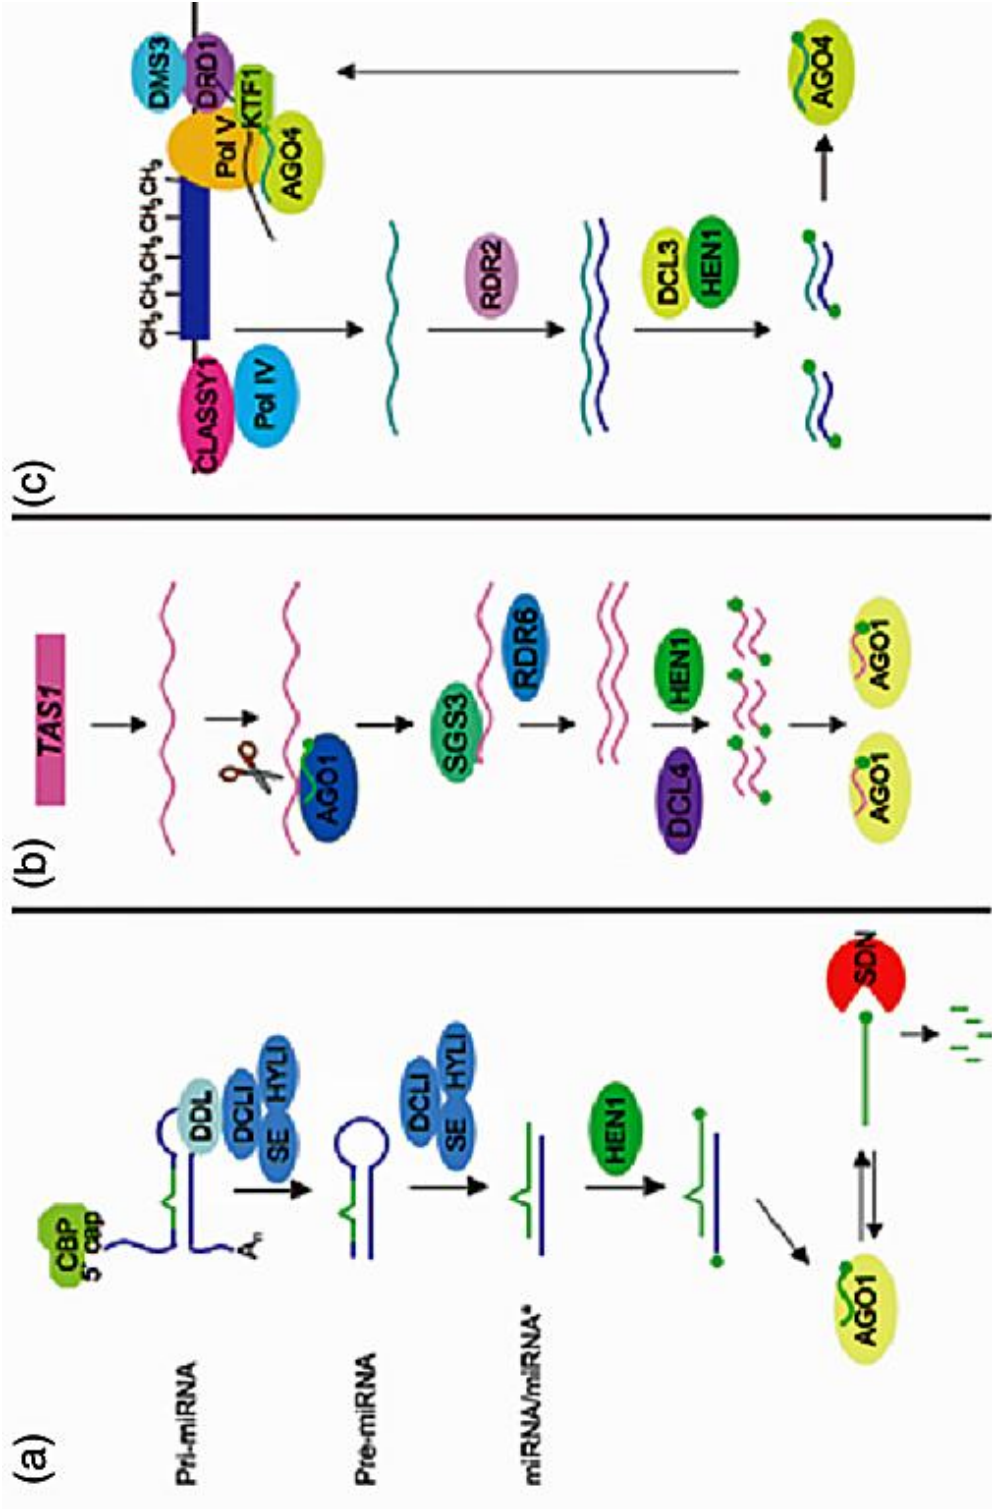 (a)
CBP
5' cap
An
DDL
DCLI
SE
HYLI
Pri-miRNA
Pre-miRNA
DCLI
SE
HYLI
miRNA/miRNA*
HEN1
AGO1
SDN
(b)
TAS1
AGO1
SGS3
RDR6
DCL4
HEN1
AGO1
AGO1
(c)
CH3 CH3 CH3 CH3 CH3
DMS3
CLASSY1
DRD1
Pol IV
Pol V
KTF1
AGO4
RDR2
DCL3
HEN1
AGO4